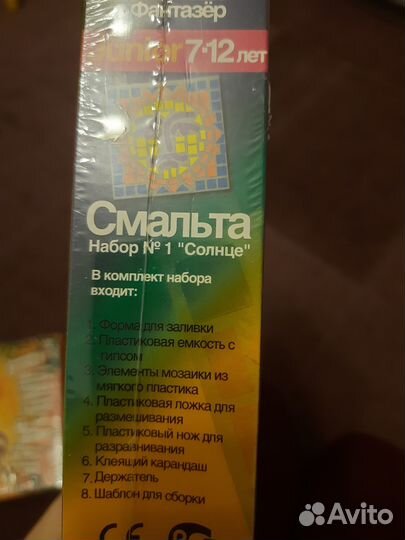 Фантазёр
Junior 7-12 лет
Смальта
Набор № 1 "Солнце"
В комплект набора
входит:
1. Форма для заливки
2. Пластиковая емкость с
гипсом
3. Элементы мозаики из
мягкого пластика
4. Пластиковая ложка для
размешивания
5. Пластиковый нож для
разравнивания
6. Клеящий карандаш
7. Держатель
8. Шаблон для сборки
CE
Avito